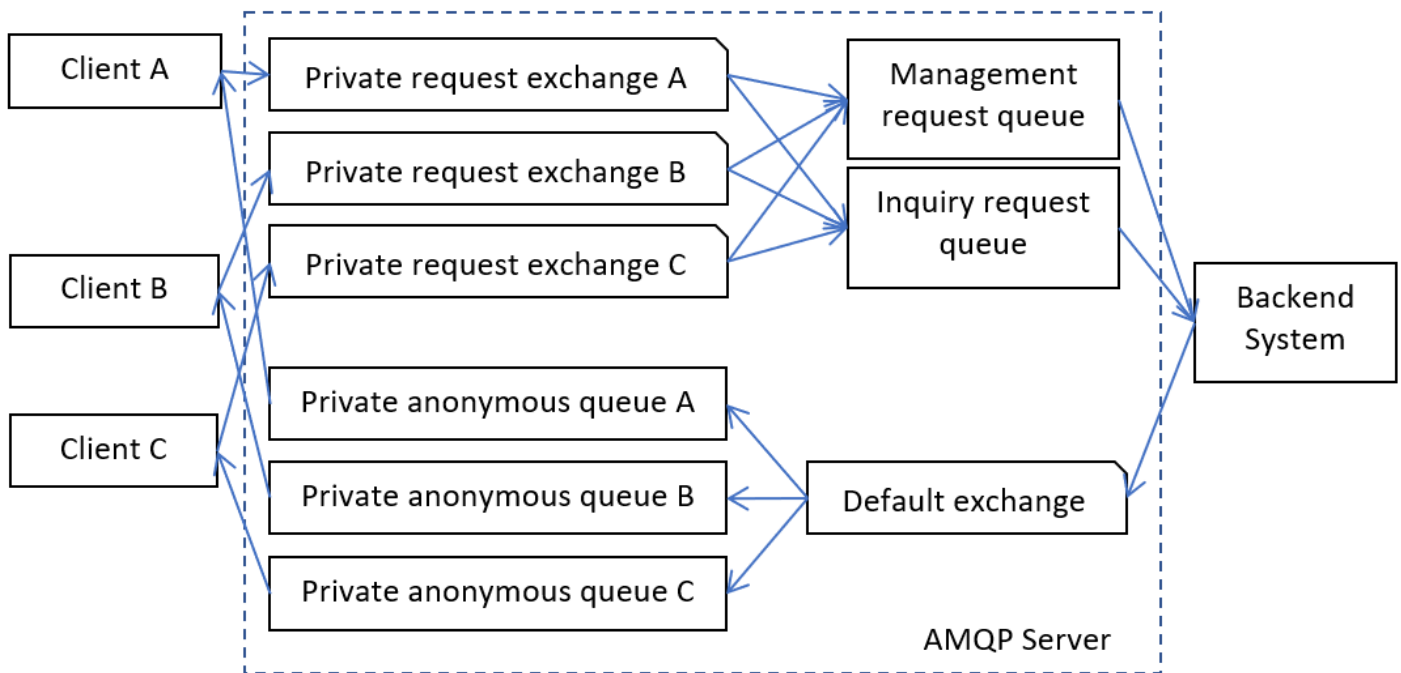 Client A
Private request exchange A
Management
request queue
Private request exchange B
Inquiry request
queue
Private request exchange C
Client B
Backend
System
Private anonymous queue A
Client C
Private anonymous queue B
Default exchange
Private anonymous queue C
AMQP Server